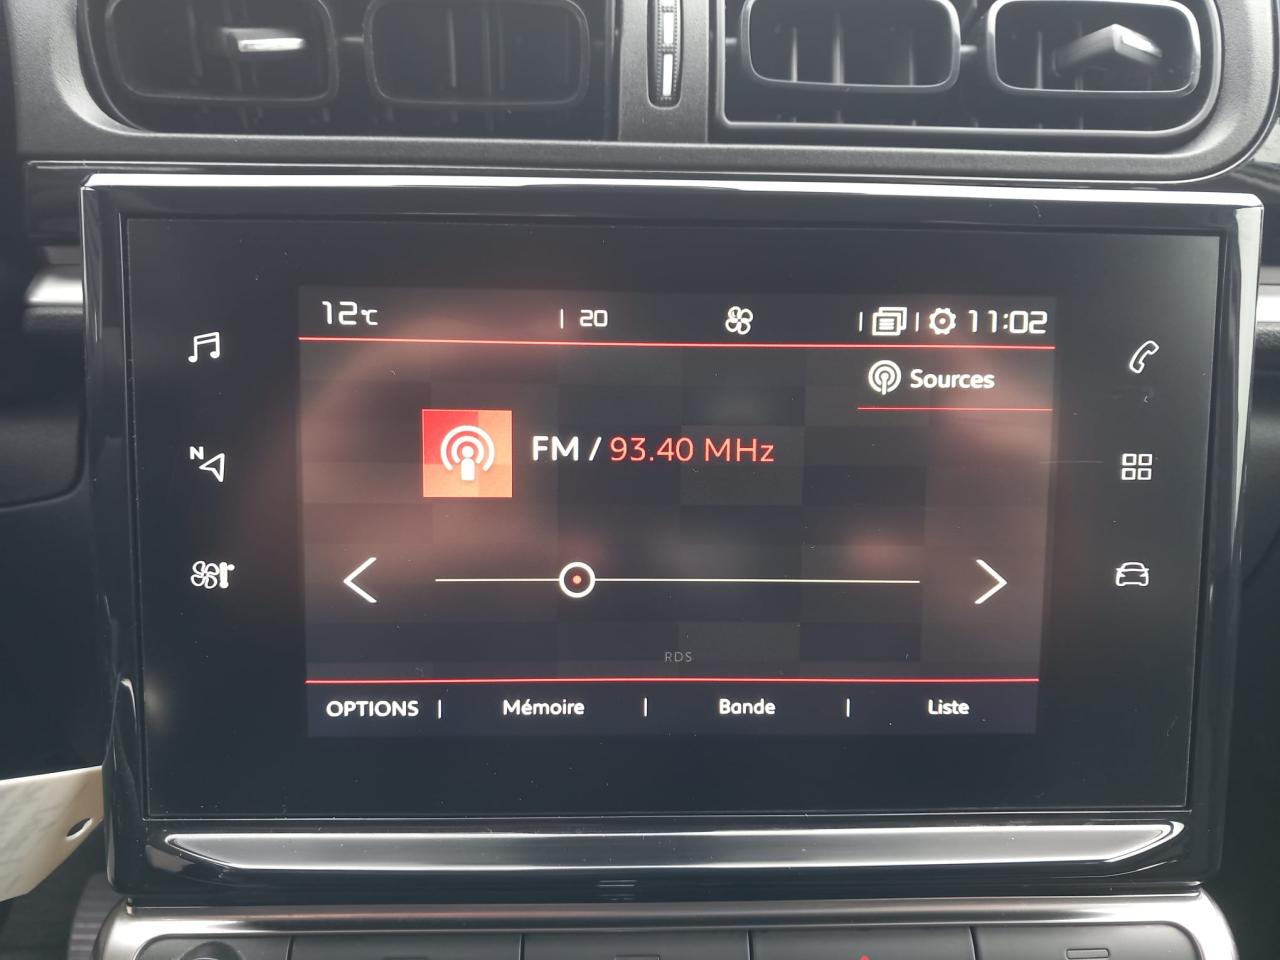 12°C | 20 | | 11:02
Sources
FM / 93.40 MHz
N
RDS
OPTIONS | Mémoire | Bande | Liste